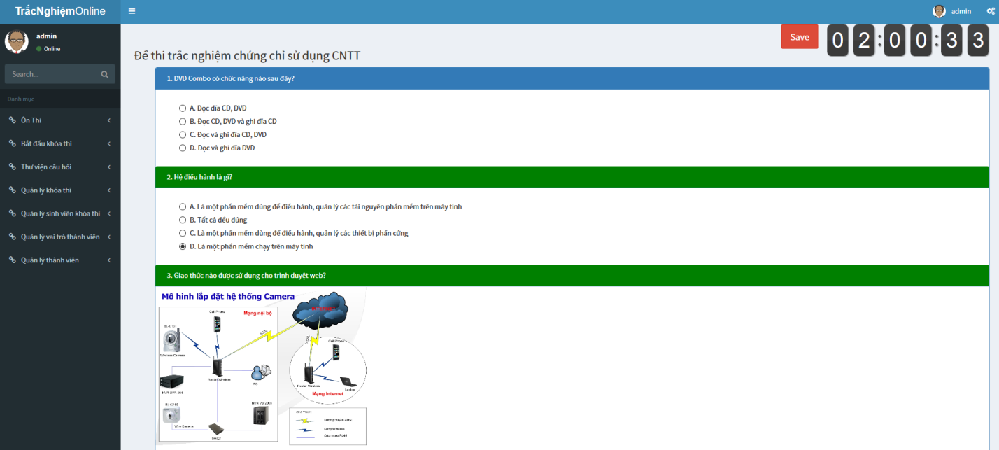 TrắcNghiệmOnline
admin
admin
Online
Save
02:00:33
Search...
Đề thi trắc nghiệm chứng chỉ sử dụng CNTT
Danh mục
Ôn Thi
Bắt đầu khóa thi
Thư viện câu hỏi
Quản lý khóa thi
Quản lý sinh viên khóa thi
Quản lý vai trò thành viên
Quản lý thành viên
1. DVD Combo có chức năng nào sau đây?
A. Đọc đĩa CD, DVD
B. Đọc CD, DVD và ghi đĩa CD
C. Đọc và ghi đĩa CD, DVD
D. Đọc và ghi đĩa DVD
2. Hệ điều hành là gì?
A. Là một phần mềm dùng để điều hành, quản lý các tài nguyên phần mềm trên máy tính
B. Tất cả đều đúng
C. Là một phần mềm dùng để điều hành, quản lý các thiết bị phần cứng
D. Là một phần mềm chạy trên máy tính
3. Giao thức nào được sử dụng cho trình duyệt web?
Mô hình lắp đặt hệ thống Camera
Cell Phone
Mạng nội bộ
INTERNET
ADSL
ADSL
Wireless Camera
Router Wireless
PC
Cell Phone
Router Wireless
Laptop
Mạng Internet
Wire Camera
Switch
Chú Thích:
Đường truyền ADSL
Sóng Wireless
Cáp mạng RJ45